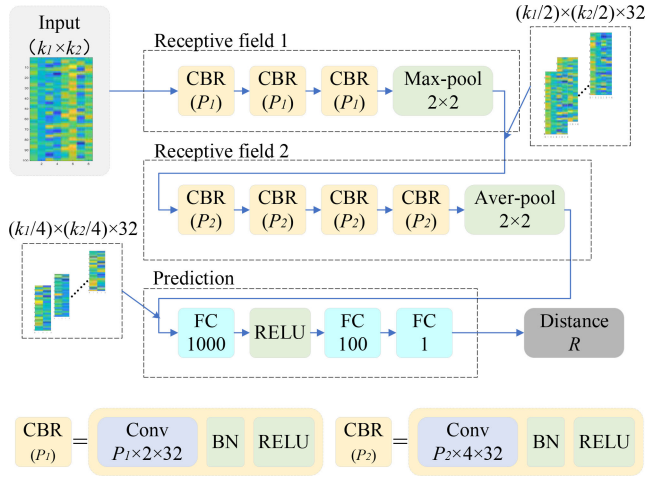 Input
(k1×k2)
(k1/2)×(k2/2)×32
Receptive field 1
CBR
(P1)
CBR
(P1)
CBR
(P1)
Max-pool
2×2
Receptive field 2
CBR
(P2)
CBR
(P2)
CBR
(P2)
CBR
(P2)
Aver-pool
2×2
(k1/4)×(k2/4)×32
Prediction
FC
1000
RELU
FC
100
FC
1
Distance
R
CBR
(P1)
=
Conv
P1×2×32
BN
RELU
CBR
(P2)
=
Conv
P2×4×32
BN
RELU